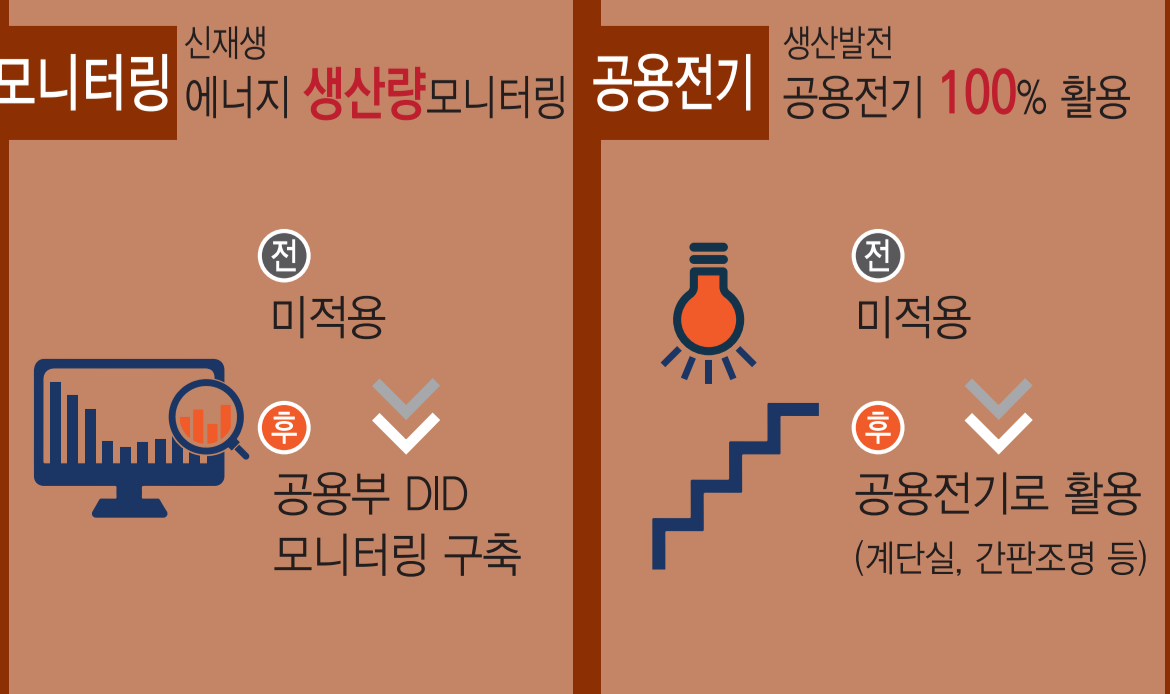 모니터링
신재생
에너지 생산량모니터링
전
미적용
후
공용부 DID
모니터링 구축
공용전기
생산발전
공용전기 100% 활용
전
미적용
후
공용전기로 활용
(계단실, 간판조명 등)